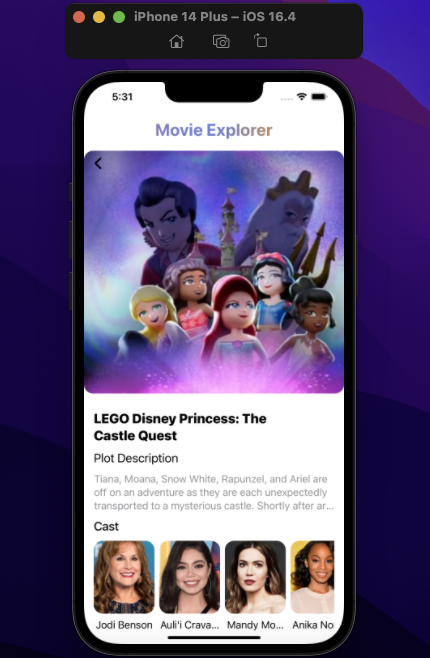 iPhone 14 Plus – iOS 16.4
5:31
Movie Explorer
LEGO Disney Princess: The
Castle Quest
Plot Description
Tiana, Moana, Snow White, Rapunzel, and Ariel are
off on an adventure as they are each unexpectedly
transported to a mysterious castle. Shortly after ar...
Cast
Jodi Benson Auli'i Crava... Mandy Mo... Anika No